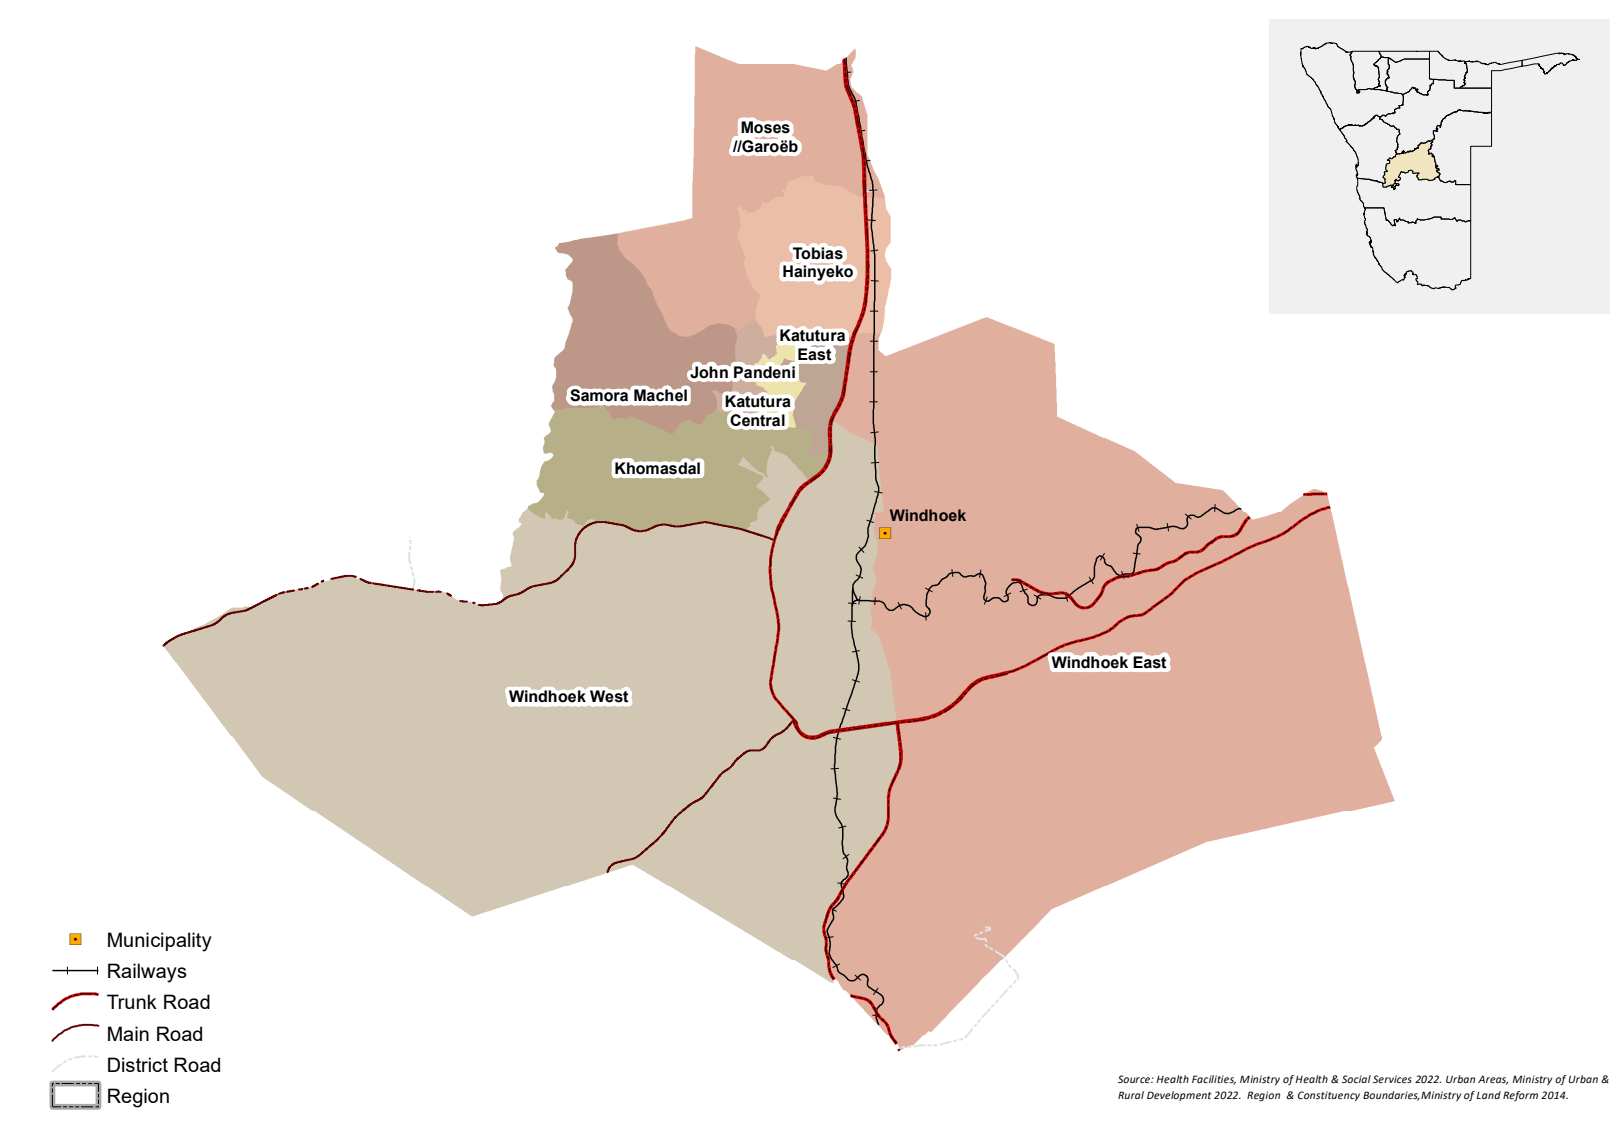 Moses
//Garoëb
Tobias
Hainyeko
Katutura
East
John Pandeni
Samora Machel
Katutura
Central
Khomasdal
Windhoek
Windhoek East
Windhoek West
Municipality
Railways
Trunk Road
Main Road
District Road
Region
Source: Health Facilities, Ministry of Health & Social Services 2022. Urban Areas, Ministry of Urban &
Rural Development 2022. Region & Constituency Boundaries,Ministry of Land Reform 2014.